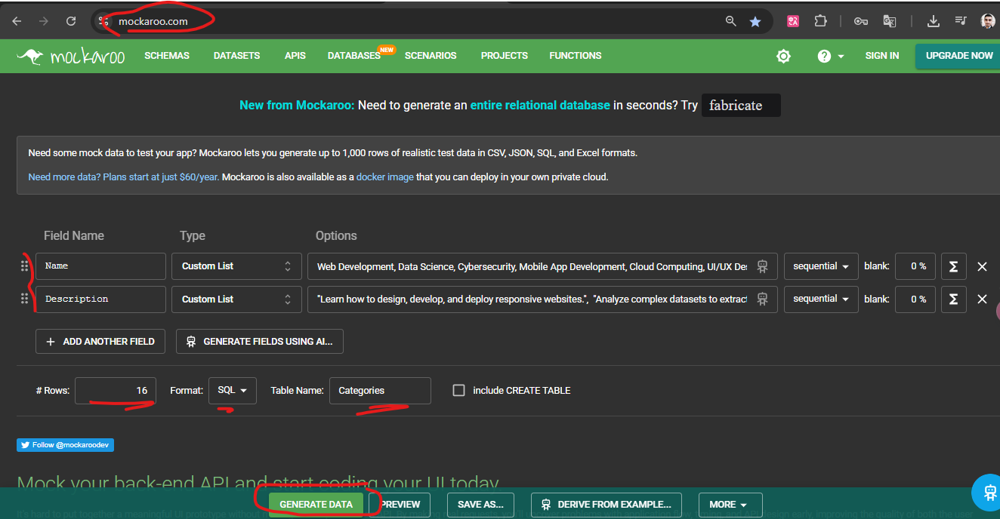 mockaroo.com
mockaroo SCHEMAS DATASETS APIS DATABASES NEW SCENARIOS PROJECTS FUNCTIONS ? SIGN IN UPGRADE NOW
New from Mockaroo: Need to generate an entire relational database in seconds? Try fabricate
Need some mock data to test your app? Mockaroo lets you generate up to 1,000 rows of realistic test data in CSV, JSON, SQL, and Excel formats.
Need more data? Plans start at just $60/year. Mockaroo is also available as a docker image that you can deploy in your own private cloud.
Field Name Type Options
Name Custom List Web Development, Data Science, Cybersecurity, Mobile App Development, Cloud Computing, UI/UX De sequential blank: 0 % Σ
Description Custom List "Learn how to design, develop, and deploy responsive websites.", "Analyze complex datasets to extract sequential blank: 0 % Σ
+ ADD ANOTHER FIELD GENERATE FIELDS USING AI...
# Rows: 16 Format: SQL Table Name: Categories include CREATE TABLE
Follow @mockaroodev
Mock your back-end API and start coding your UI today
GENERATE DATA PREVIEW SAVE AS... DERIVE FROM EXAMPLE... MORE
It's hard to put together a meaningful UI prototype without